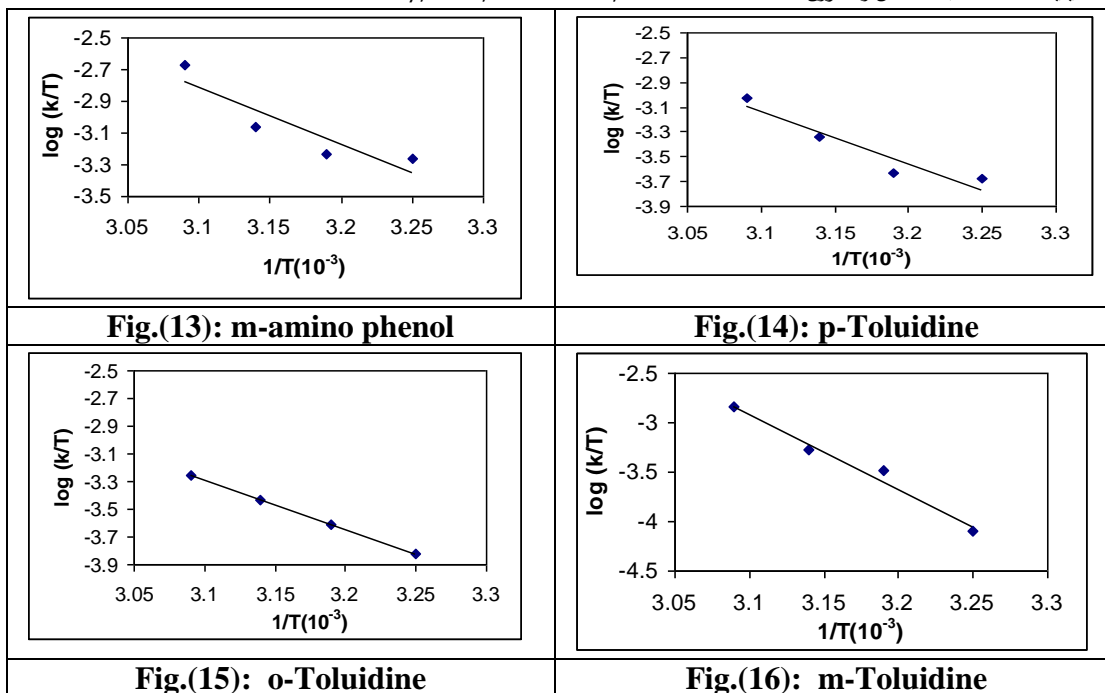 -2.5
-2.7
-2.9
-3.1
-3.3
-3.5
log (k/T)
3.05 3.1 3.15 3.2 3.25 3.3
1/T(10⁻³)
Fig.(13): m-amino phenol
-2.5
-2.7
-2.9
-3.1
-3.3
-3.5
-3.7
-3.9
log (k/T)
3.05 3.1 3.15 3.2 3.25 3.3
1/T(10⁻³)
Fig.(14): p-Toluidine
-2.5
-2.7
-2.9
-3.1
-3.3
-3.5
-3.7
-3.9
log (k/T)
3.05 3.1 3.15 3.2 3.25 3.3
1/T(10⁻³)
Fig.(15): o-Toluidine
-2.5
-3
-3.5
-4
-4.5
log (k/T)
3.05 3.1 3.15 3.2 3.25 3.3
1/T(10⁻³)
Fig.(16): m-Toluidine